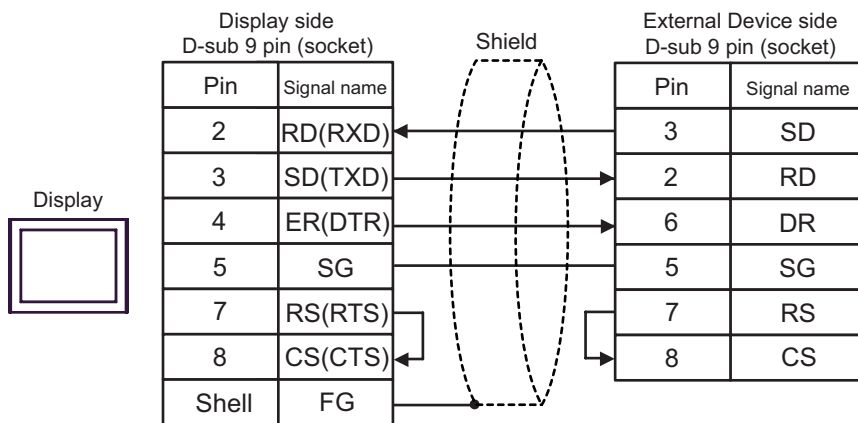 Display side
D-sub 9 pin (socket)
Shield
External Device side
D-sub 9 pin (socket)
Display
Pin Signal name
2 RD(RXD)
3 SD(TXD)
4 ER(DTR)
5 SG
7 RS(RTS)
8 CS(CTS)
Shell FG
Pin Signal name
3 SD
2 RD
6 DR
5 SG
7 RS
8 CS